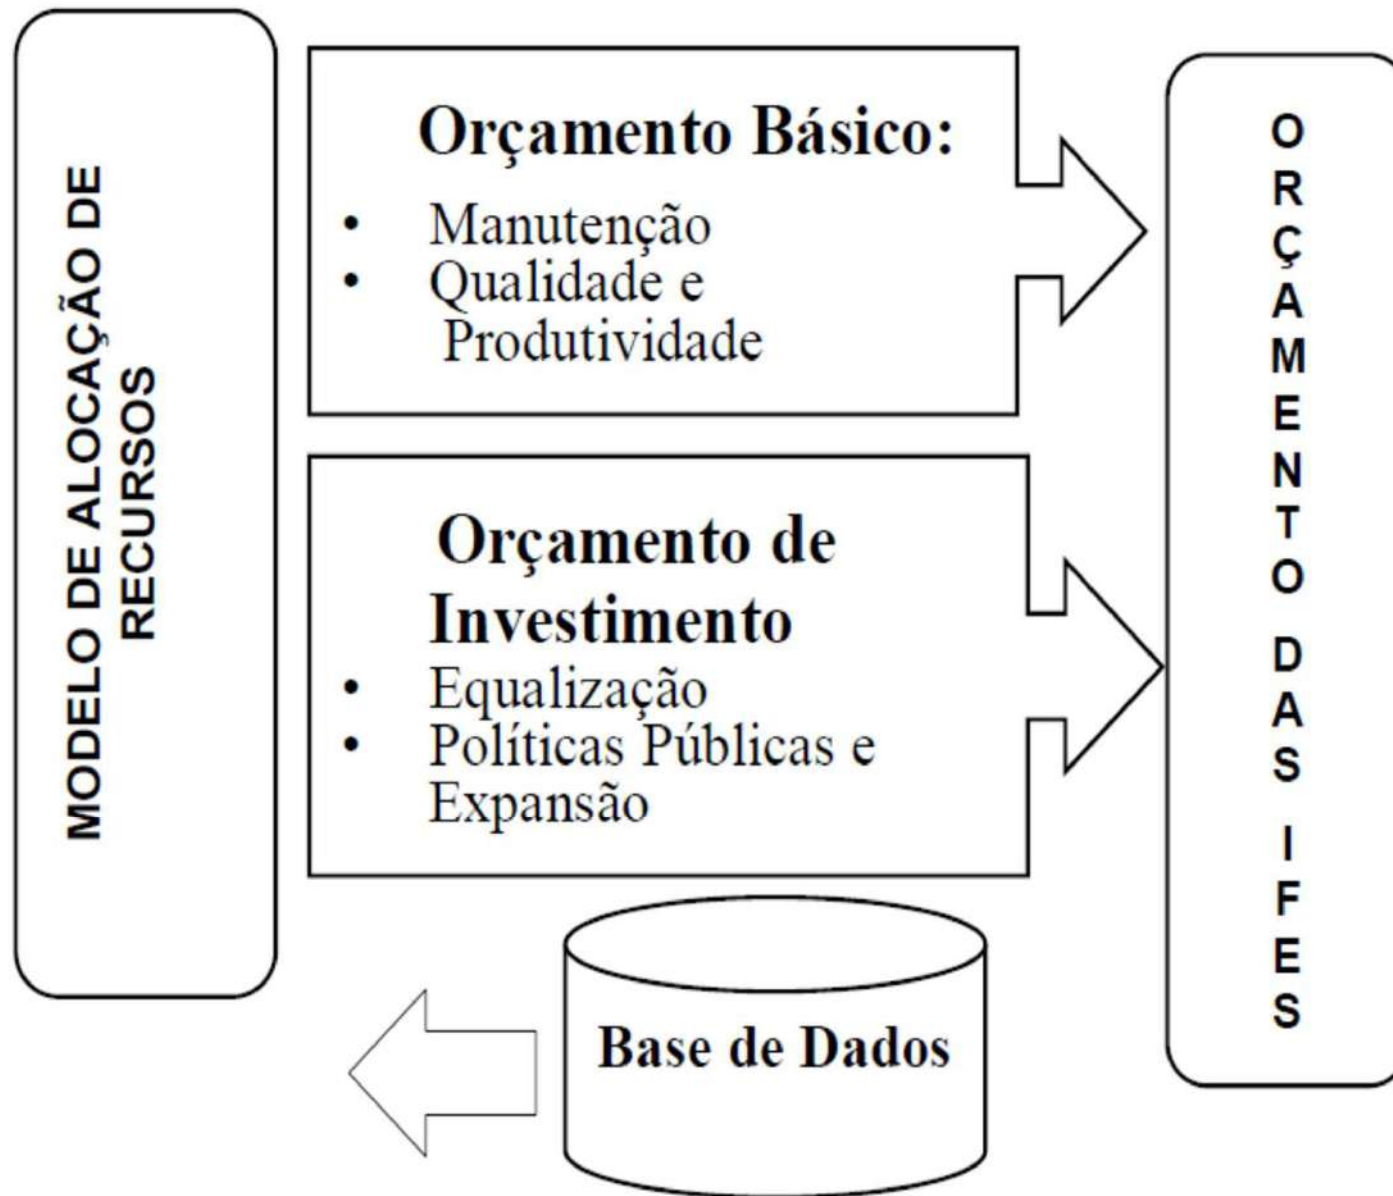 MODELO DE ALOCAÇÃO DE
RECURSOS
Orçamento Básico:
• Manutenção
• Qualidade e
Produtividade
Orçamento de
Investimento
• Equalização
• Políticas Públicas e
Expansão
Base de Dados
ORÇAMENTO DAS IFES